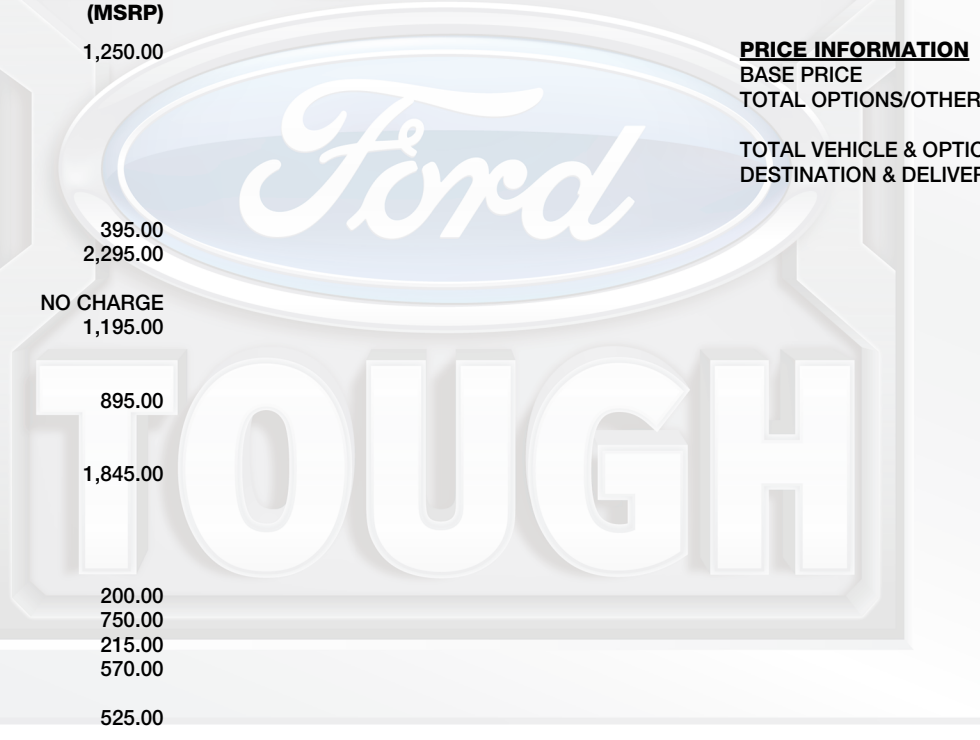 (MSRP)
1,250.00
395.00
2,295.00
NO CHARGE
1,195.00
895.00
1,845.00
200.00
750.00
215.00
570.00
525.00
PRICE INFORMATION
BASE PRICE
TOTAL OPTIONS/OTHER
TOTAL VEHICLE & OPTIO
DESTINATION & DELIVER
Ford
TOUGH